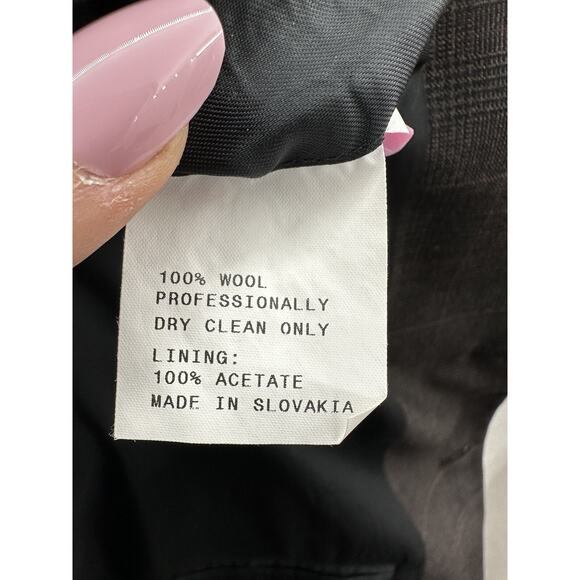 100% WOOL
PROFESSIONALLY
DRY CLEAN ONLY
LINING:
100% ACETATE
MADE IN SLOVAKIA